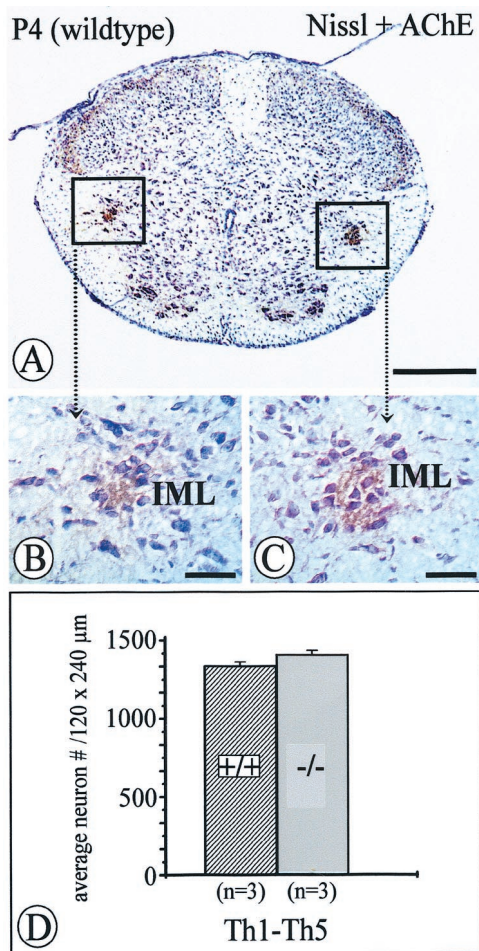 P4 (wildtype) Nissl + AChE
A
IML
B
IML
C
1500
1000
500
0
average neuron # /120 x 240 µm
+/+ -/-
(n=3) (n=3)
Th1-Th5
D